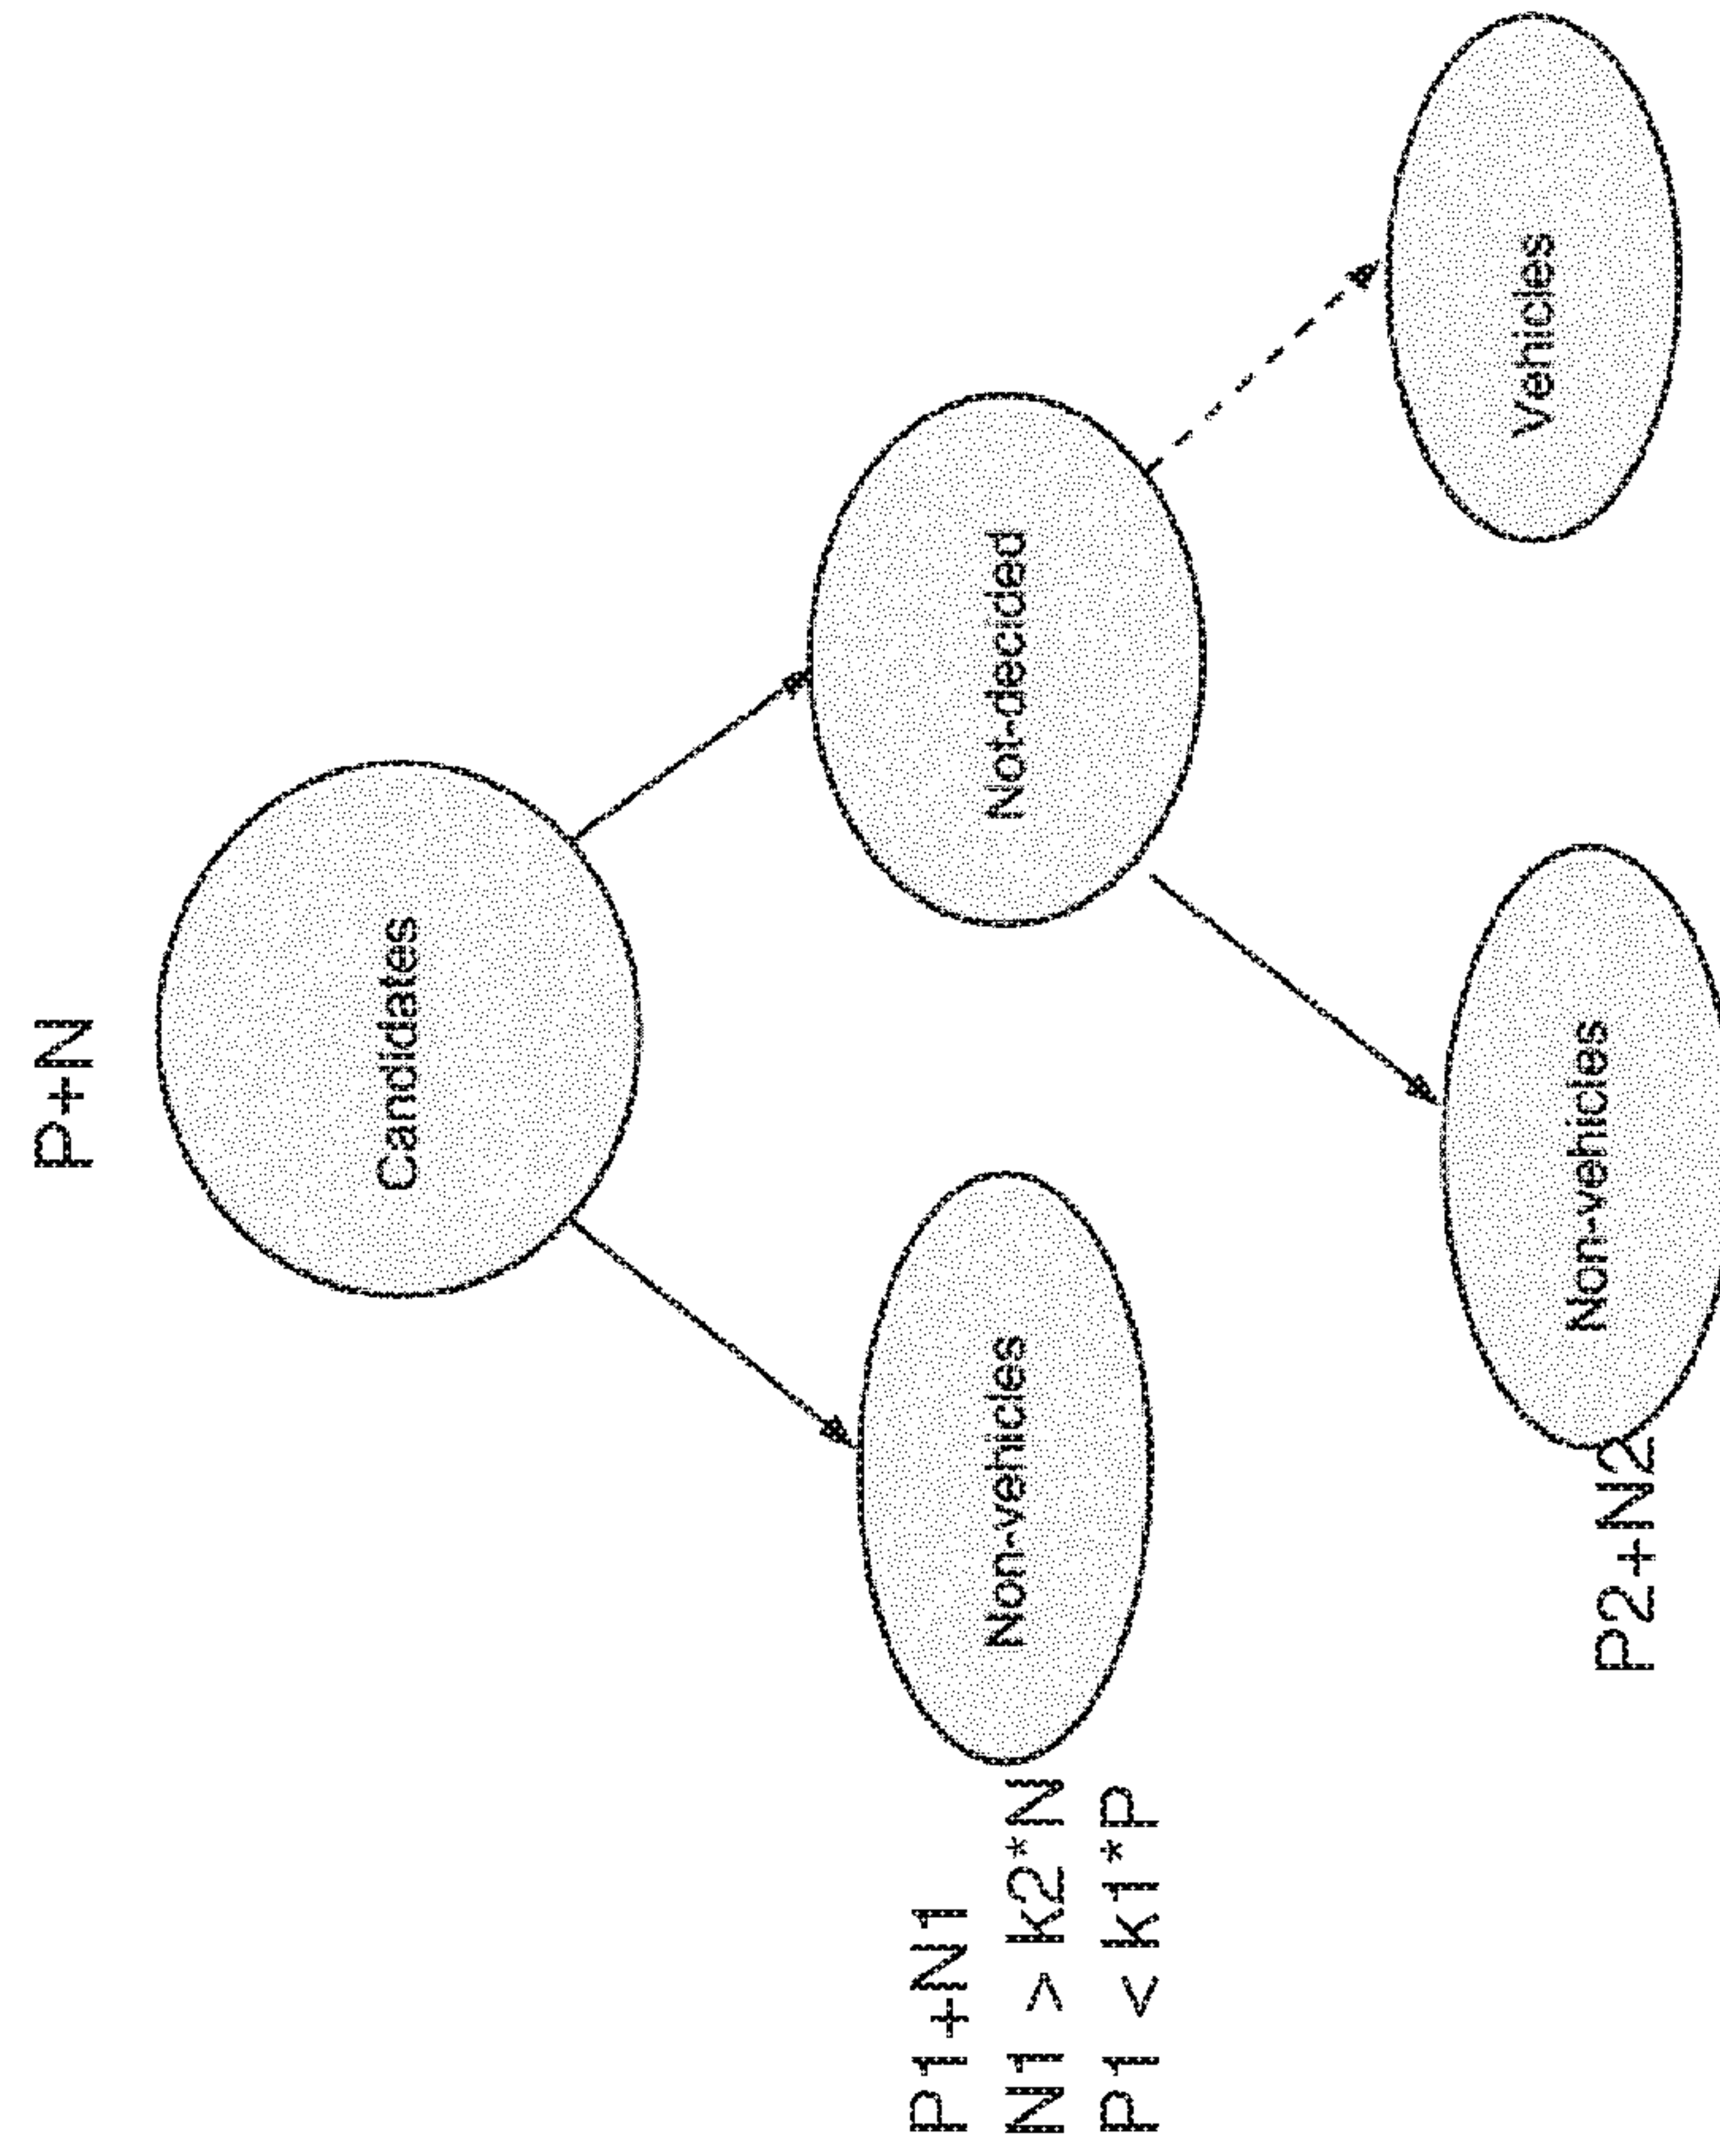 P+N
Candidates
Non-vehicles
Not-decided
P1+N1
N1 > k2*N
P1 < k1*P
Non-vehicles
Vehicles
P2+N2